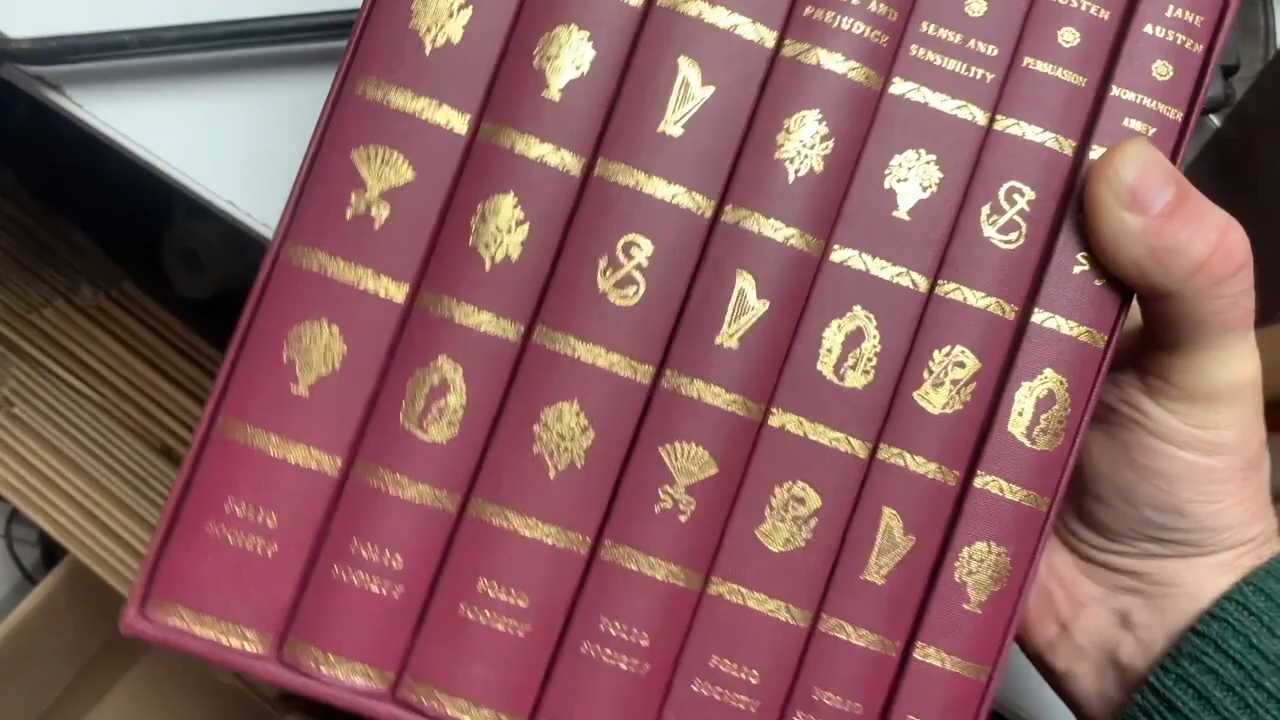 AND
PREJUDICE
SENSE AND
SENSIBILITY
AUSTEN
PERSUASION
JANE
AUSTEN
NORTHANGER
ABBEY
FOLIO
SOCIETY
FOLIO
SOCIETY
FOLIO
SOCIETY
FOLIO
SOCIETY
FOLIO
SOCIETY
FOLIO